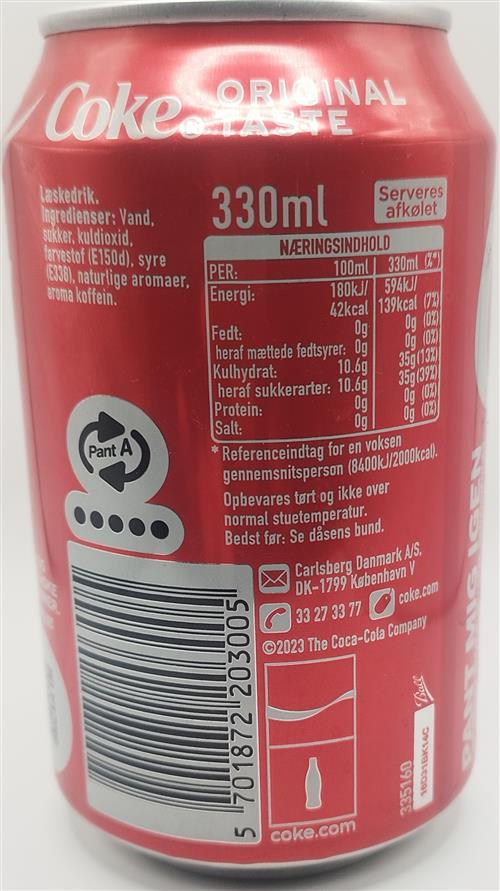 Coke® ORIGINAL
TASTE
Læskedrik.
Ingredienser: Vand,
sukker, kuldioxid,
farvestof (E150d), syre
(E338), naturlige aromaer,
aroma koffein.
330ml
Serveres
afkølet
NÆRINGSINDHOLD
PER: 100ml 330ml (%*)
Energi: 180kJ/ 594kJ/
42kcal 139kcal (7%)
Fedt: 0g 0g (0%)
heraf mættede fedtsyrer: 0g 0g (0%)
Kulhydrat: 10.6g 35g (13%)
heraf sukkerarter: 10.6g 35g (39%)
Protein: 0g 0g (0%)
Salt: 0g 0g (0%)
* Referenceindtag for en voksen
gennemsnitsperson (8400kJ/2000kcal).
Opbevares tørt og ikke over
normal stuetemperatur.
Bedst før: Se dåsens bund.
Pant A
Carlsberg Danmark A/S,
DK-1799 København V
33 27 33 77 coke.com
©2023 The Coca-Cola Company
5 701872 203005
coke.com
335160
16D31BK14C
Ball
PANT MIG IGEN